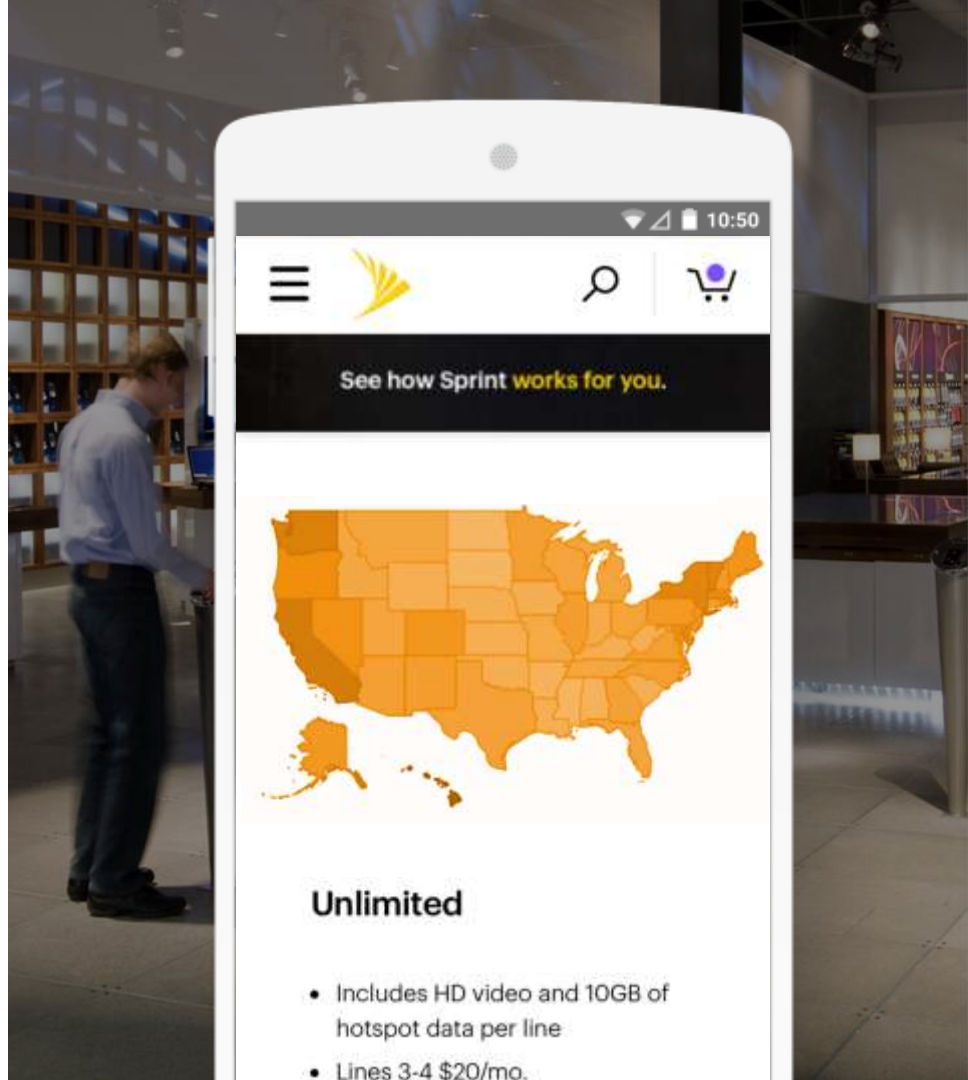 10:50
See how Sprint works for you.
Unlimited
• Includes HD video and 10GB of
hotspot data per line
• Lines 3-4 $20/mo.